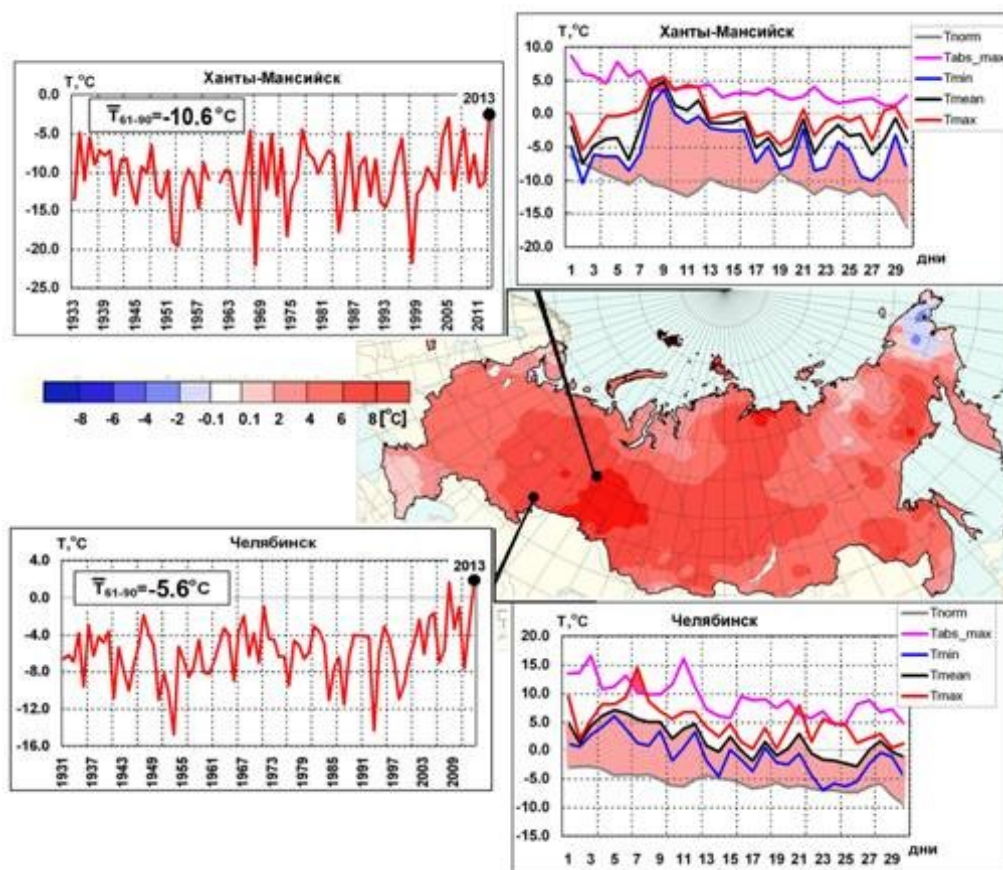 Ханты-Мансийск
T,°C
T̅61-90=-10.6°C
2013
0.0
-5.0
-10.0
-15.0
-20.0
-25.0
1933 1939 1945 1951 1957 1963 1969 1975 1981 1987 1993 1999 2005 2011
T,°C Ханты-Мансийск
10.0
5.0
0.0
-5.0
-10.0
-15.0
-20.0
1 3 5 7 9 11 13 15 17 19 21 23 25 27 29
дни
Tnorm
Tabs_max
Tmin
Tmean
Tmax
-8 -6 -4 -2 -0.1 0.1 2 4 6 8 [°C]
Челябинск
T,°C
T̅61-90=-5.6°C
2013
4.0
0.0
-4.0
-8.0
-12.0
-16.0
1931 1937 1943 1949 1955 1961 1967 1973 1979 1985 1991 1997 2003 2009
T,°C Челябинск
20.0
15.0
10.0
5.0
0.0
-5.0
-10.0
-15.0
1 3 5 7 9 11 13 15 17 19 21 23 25 27 29
дни
Tnorm
Tabs_max
Tmin
Tmean
Tmax